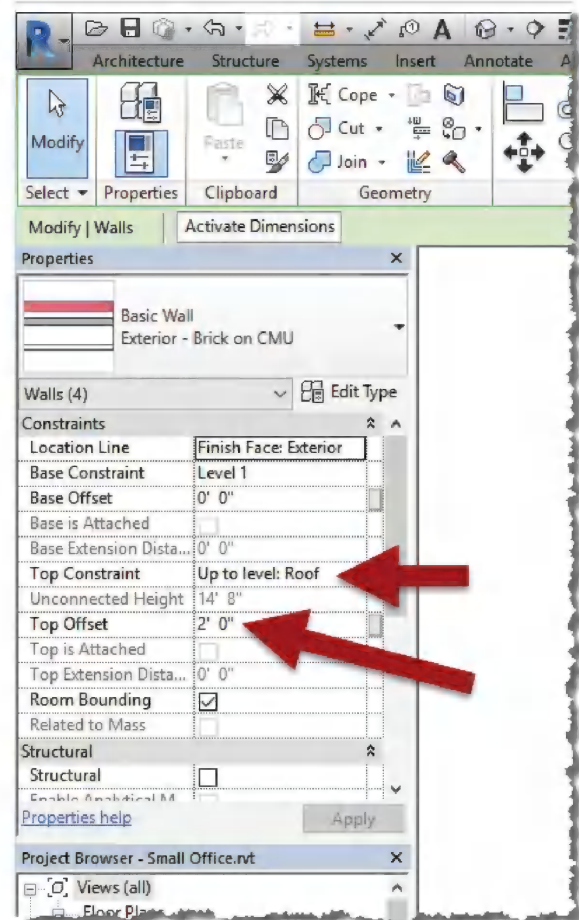 Architecture Structure Systems Insert Annotate
Modify Paste Cope
Cut
Join
Select Properties Clipboard Geometry
Modify | Walls Activate Dimensions
Properties
Basic Wall
Exterior - Brick on CMU
Walls (4) Edit Type
Constraints
Location Line Finish Face: Exterior
Base Constraint Level 1
Base Offset 0' 0"
Base is Attached
Base Extension Dista... 0' 0"
Top Constraint Up to level: Roof
Unconnected Height 14' 8"
Top Offset 2' 0"
Top is Attached
Top Extension Dista... 0' 0"
Room Bounding
Related to Mass
Structural
Structural
Enable Analytical M
Properties help Apply
Project Browser - Small Office.rvt
Views (all)